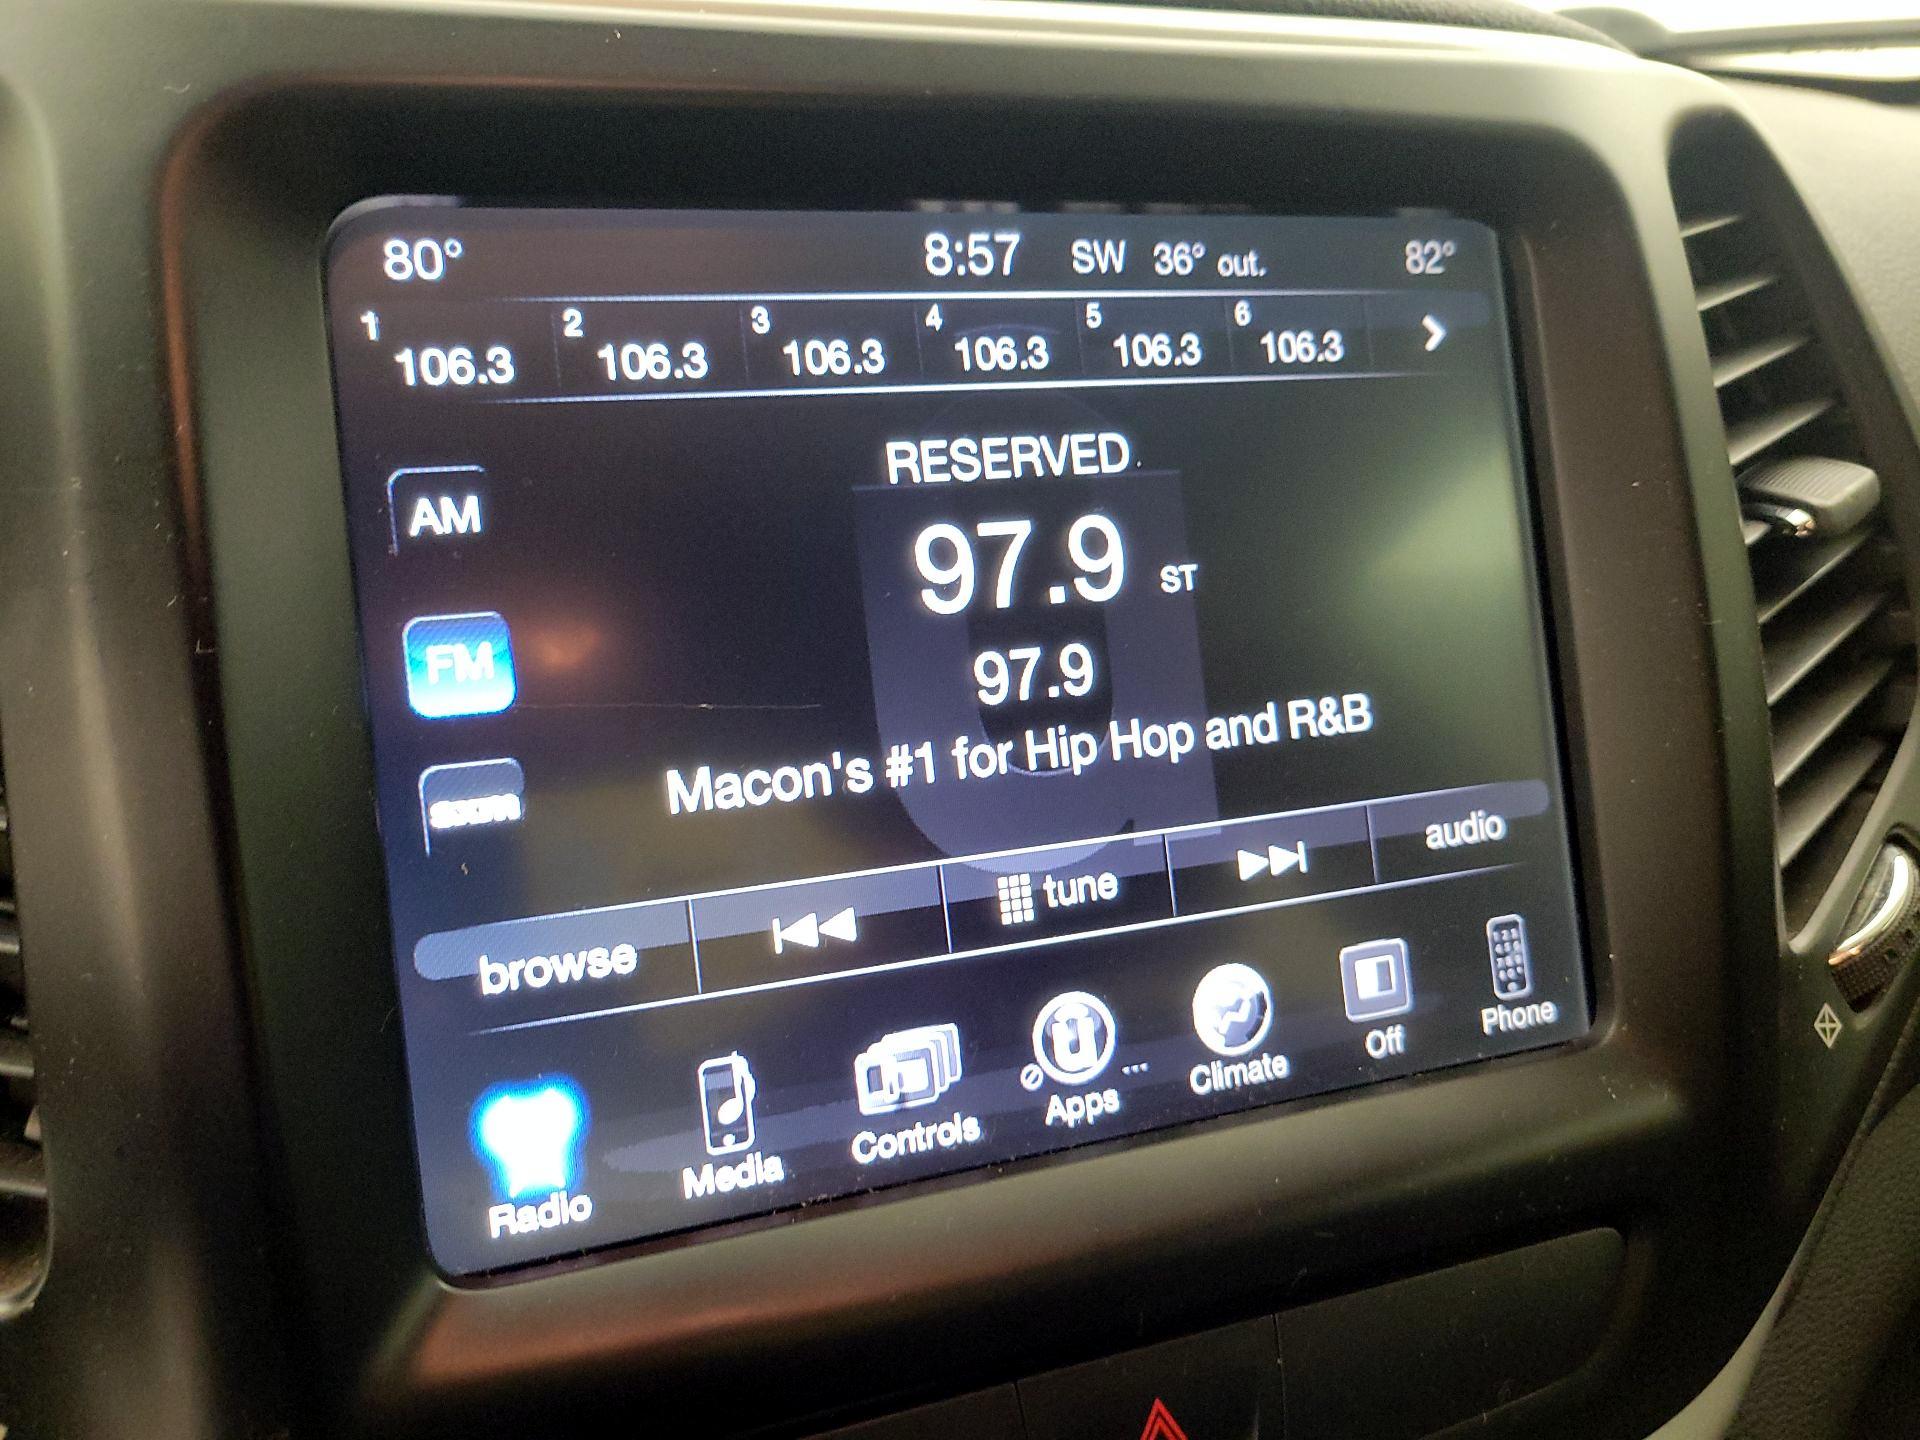 80° 8:57 SW 36° out. 82°
1 2 3 4 5 6
106.3 106.3 106.3 106.3 106.3 106.3
RESERVED
AM
97.9 ST
FM
97.9
Macon's #1 for Hip Hop and R&B
browse tune audio
Radio Media Controls Apps ... Climate Off Phone